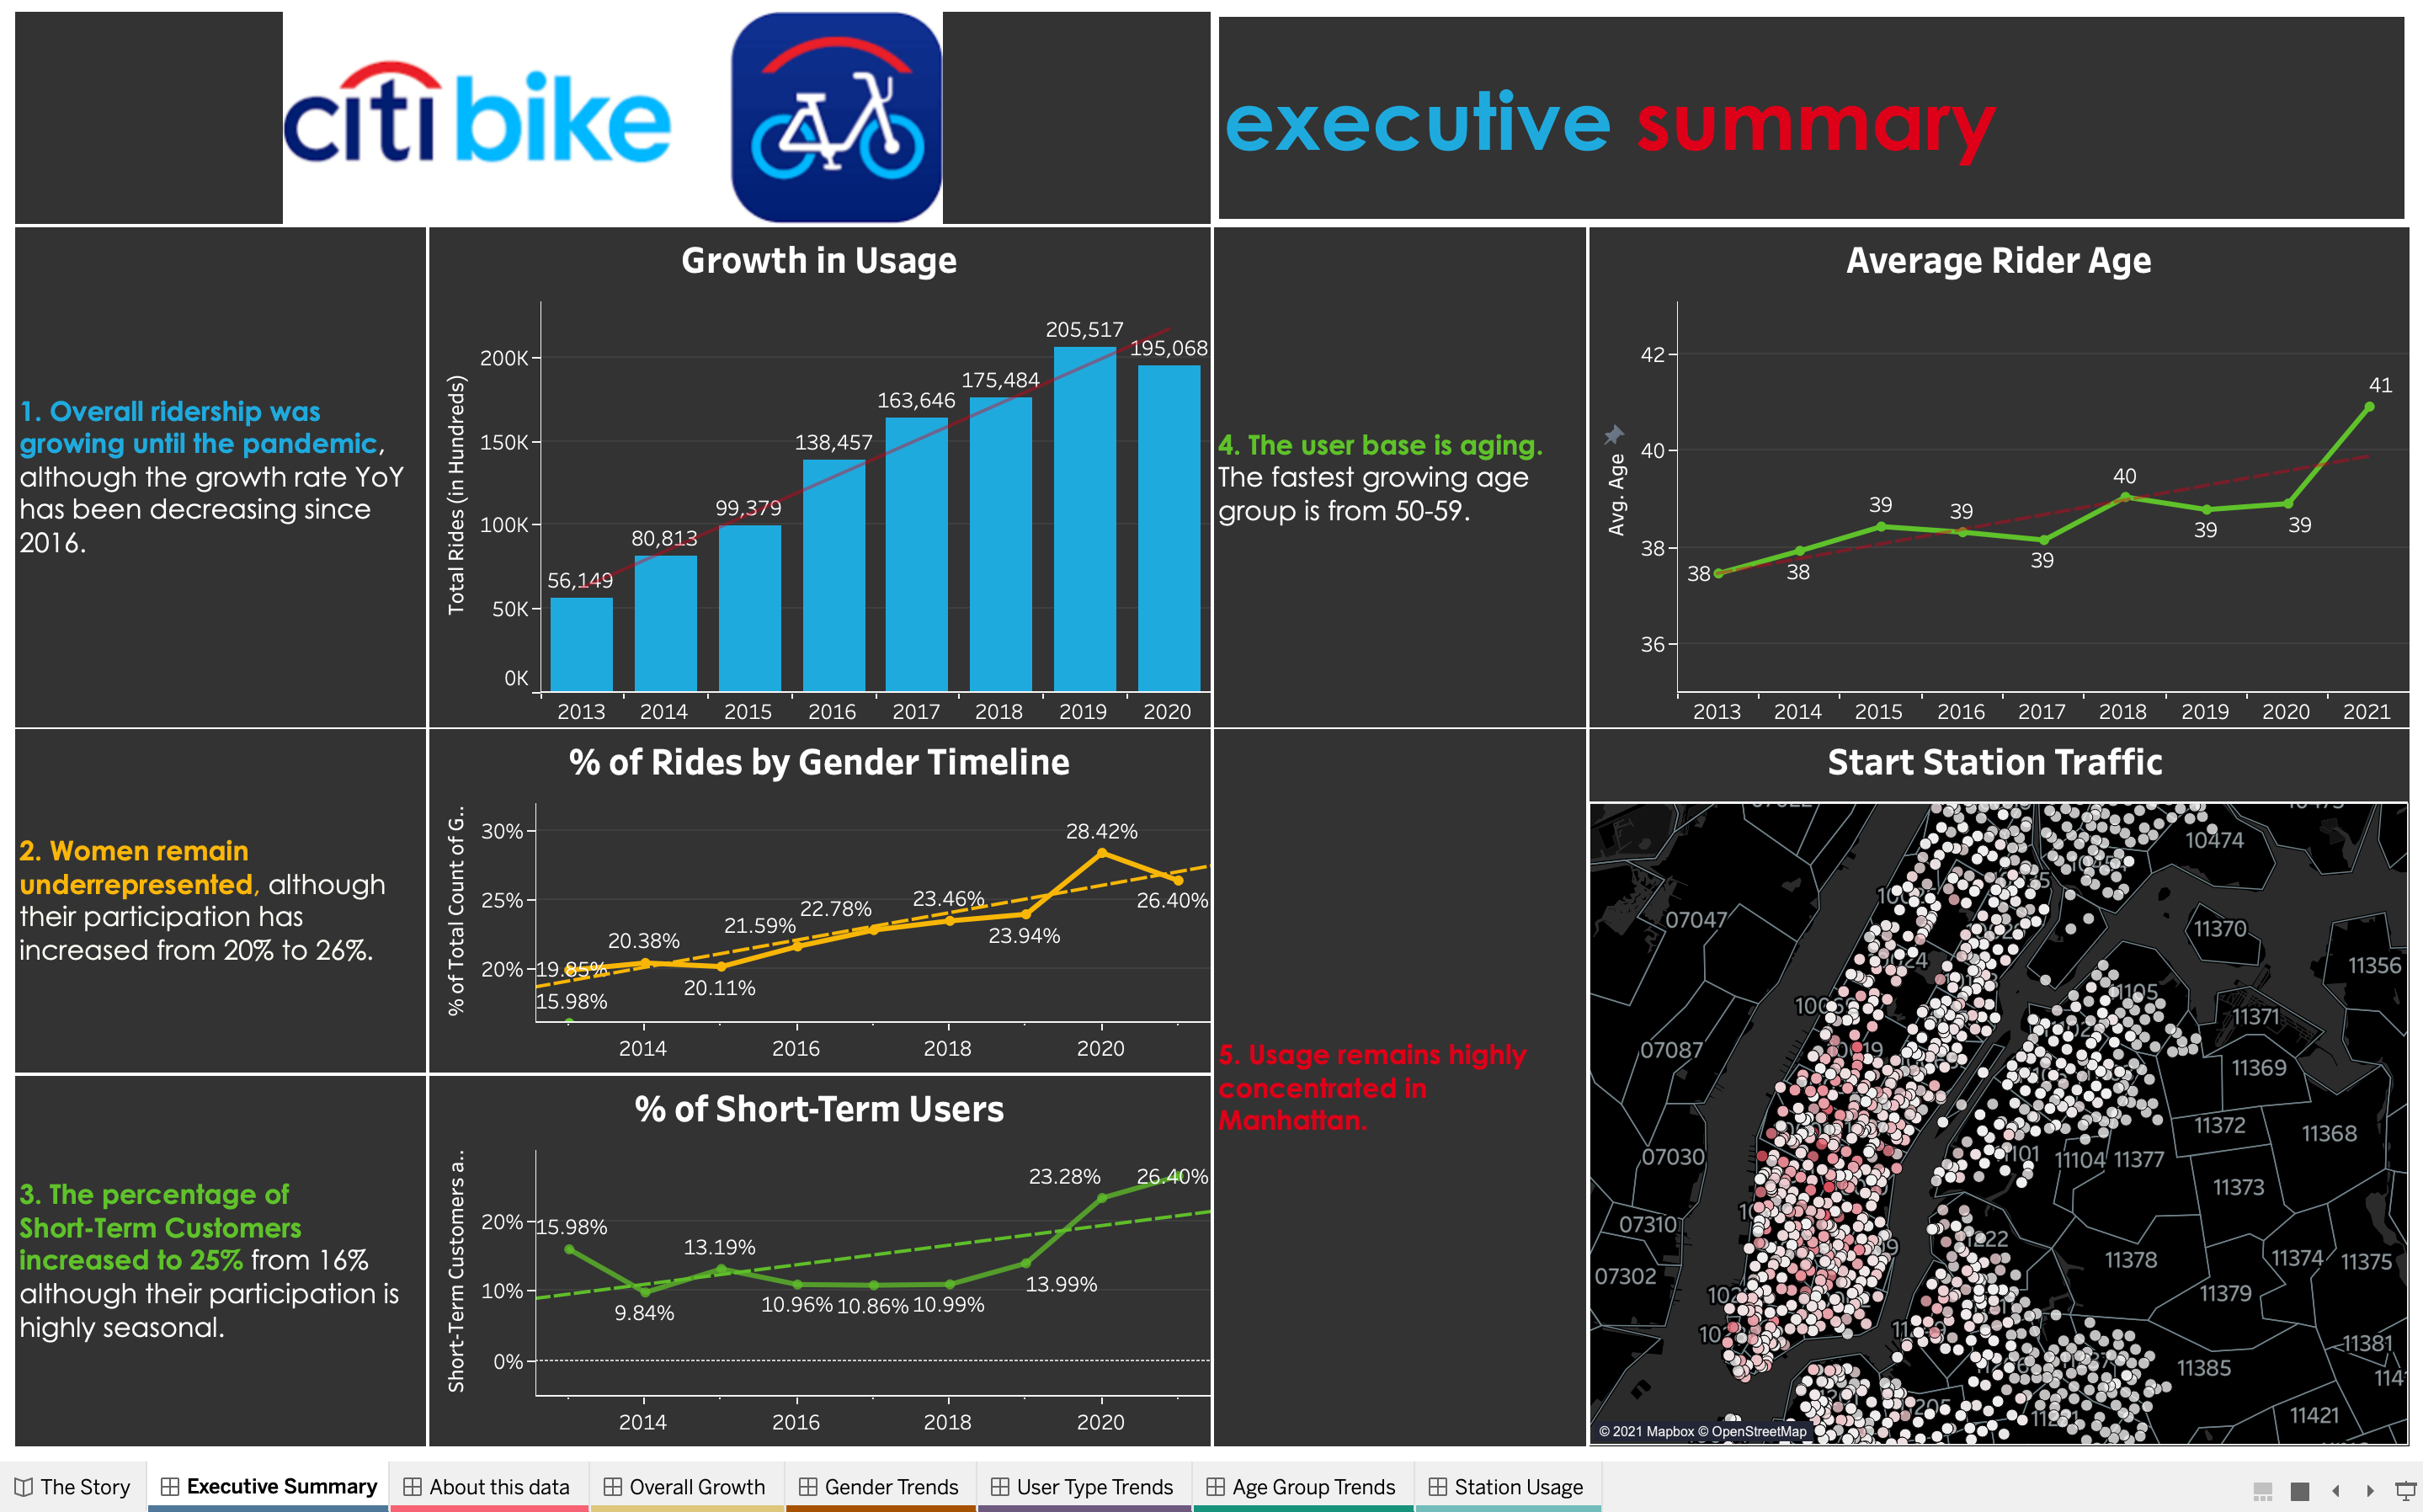 citi bike
executive summary
1. Overall ridership was
growing until the pandemic,
although the growth rate YoY
has been decreasing since
2016.
Growth in Usage
Total Rides (in Hundreds)
200K
150K
100K
50K
0K
56,149
80,813
99,379
138,457
163,646
175,484
205,517
195,068
2013 2014 2015 2016 2017 2018 2019 2020
4. The user base is aging.
The fastest growing age
group is from 50-59.
Average Rider Age
Avg. Age
42
40
38
36
38
38
39
39
39
40
39
39
41
2013 2014 2015 2016 2017 2018 2019 2020 2021
2. Women remain
underrepresented, although
their participation has
increased from 20% to 26%.
% of Rides by Gender Timeline
% of Total Count of G..
30%
25%
20%
19.85%
15.98%
20.38%
20.11%
21.59%
22.78%
23.46%
23.94%
28.42%
26.40%
2014 2016 2018 2020
3. The percentage of
Short-Term Customers
increased to 25% from 16%
although their participation is
highly seasonal.
% of Short-Term Users
Short-Term Customers a..
20%
10%
0%
15.98%
9.84%
13.19%
10.96%
10.86%
10.99%
13.99%
23.28%
26.40%
2014 2016 2018 2020
5. Usage remains highly
concentrated in
Manhattan.
Start Station Traffic
10474
07047
11370
11356
11371
07087
11369
11372
11368
07030
11104
11377
11373
07310
11378
11374
11375
07302
11379
11381
11385
11421
© 2021 Mapbox © OpenStreetMap
The Story
Executive Summary
About this data
Overall Growth
Gender Trends
User Type Trends
Age Group Trends
Station Usage